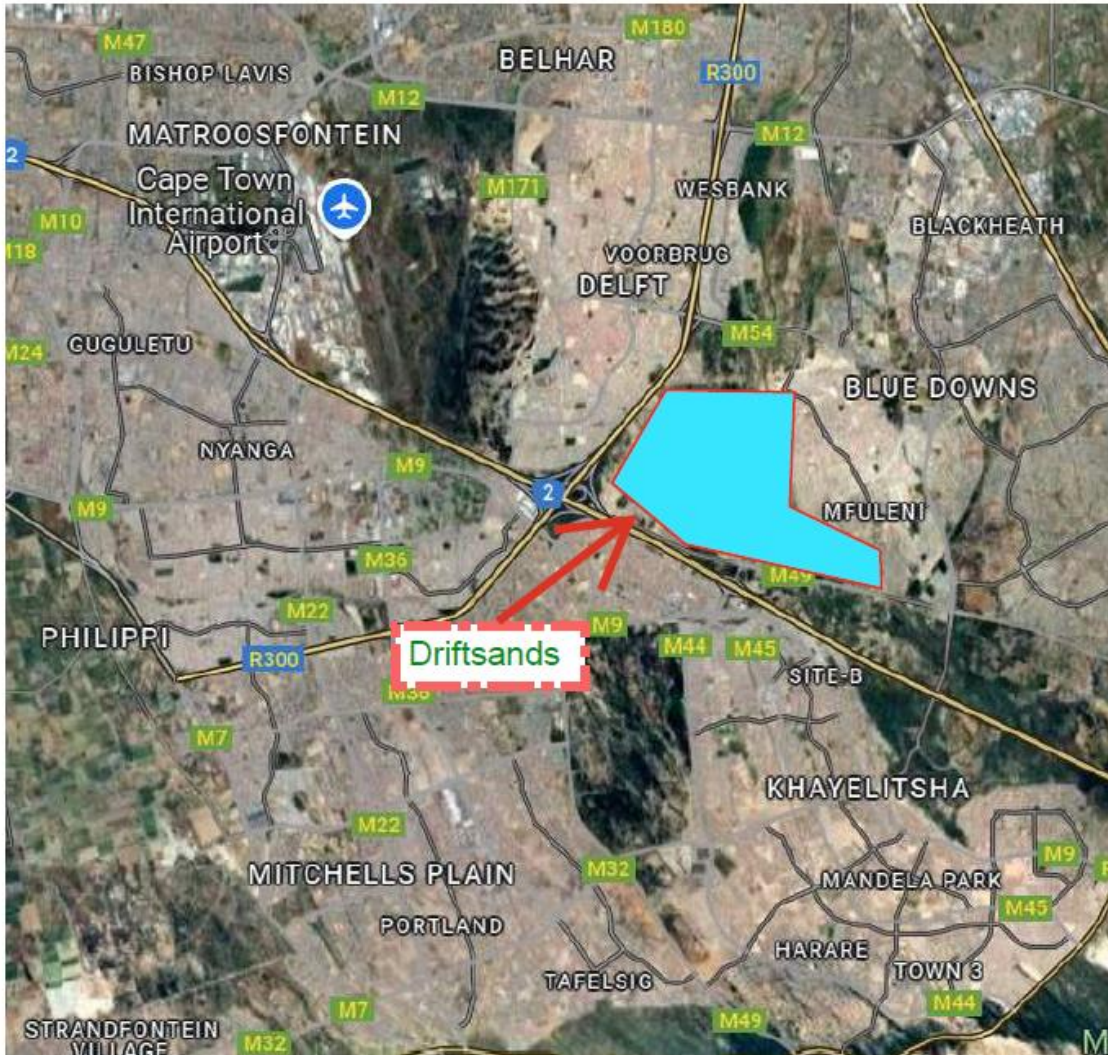 M47
M180
BELHAR
BISHOP LAVIS
R300
M12
MATROOSFONTEIN
M12
2
Cape Town
International
Airport
M171
WESBANK
M10
BLACKHEATH
M18
VOORBRUG
DELFT
M54
GUGULETU
M24
BLUE DOWNS
NYANGA
M9
2
M9
MFULENI
M36
M49
M22
M9
PHILIPPI
Driftsands
M44
M45
R300
SITE-B
M36
M7
KHAYELITSHA
M22
M9
MITCHELLS PLAIN
M32
MANDELA PARK
M45
PORTLAND
HARARE
TAFELSIG
TOWN 3
M44
M7
M49
STRANDFONTEIN
VILLAGE
M32